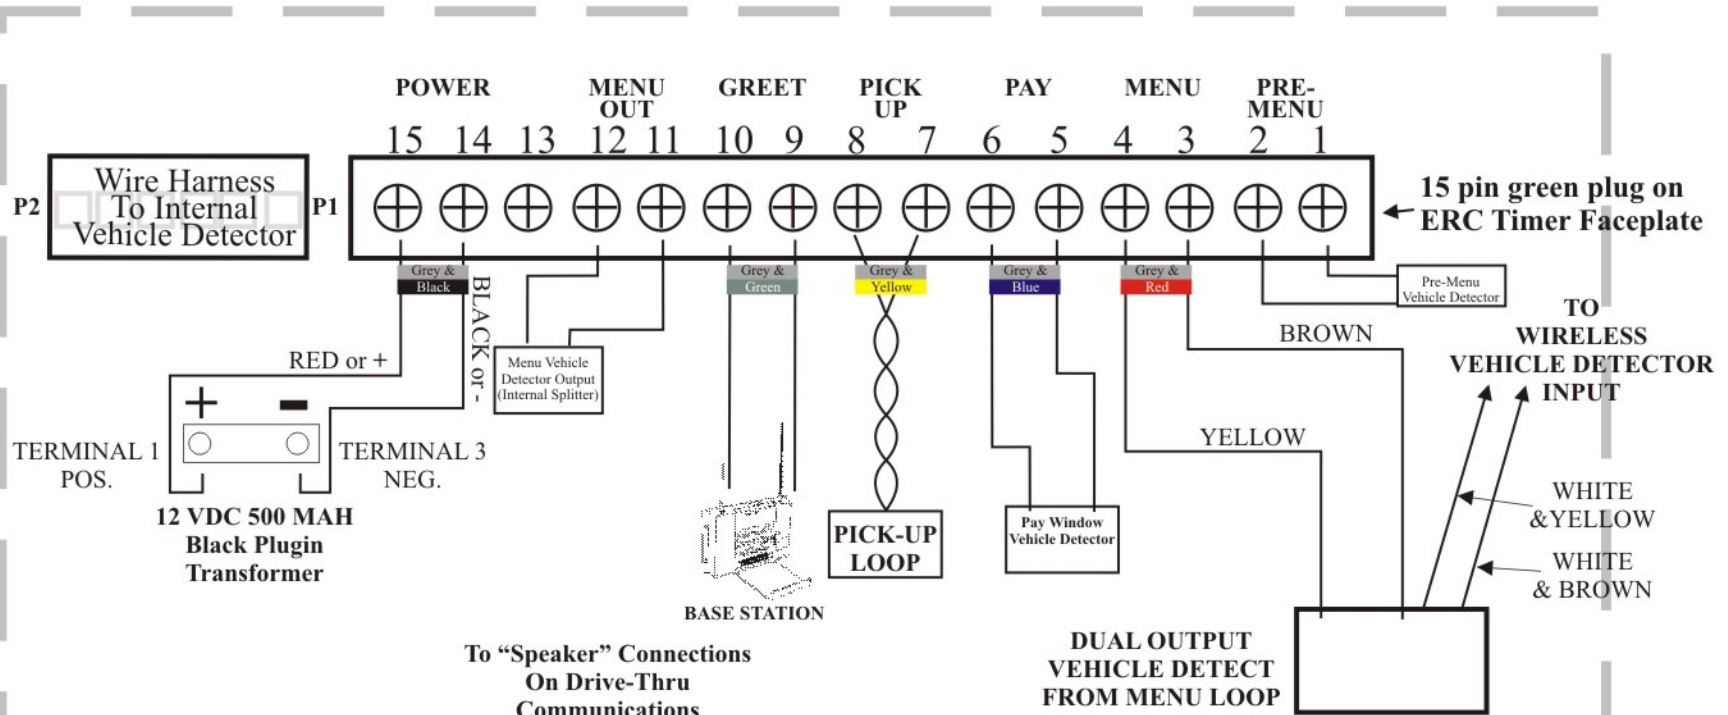 POWER
MENU
OUT
GREET
PICK
UP
PAY
MENU
PRE-
MENU
15 14 13 12 11 10 9 8 7 6 5 4 3 2 1
P2
Wire Harness
To Internal
Vehicle Detector
P1
15 pin green plug on
ERC Timer Faceplate
Grey &
Black
Grey &
Green
Grey &
Yellow
Grey &
Blue
Grey &
Red
Pre-Menu
Vehicle Detector
BLACK or -
RED or +
Menu Vehicle
Detector Output
(Internal Splitter)
BROWN
TO
WIRELESS
VEHICLE DETECTOR
INPUT
+ -
TERMINAL 1
POS.
TERMINAL 3
NEG.
YELLOW
12 VDC 500 MAH
Black Plugin
Transformer
PICK-UP
LOOP
Pay Window
Vehicle Detector
WHITE
&YELLOW
WHITE
& BROWN
BASE STATION
To “Speaker” Connections
On Drive-Thru
Communications
DUAL OUTPUT
VEHICLE DETECT
FROM MENU LOOP